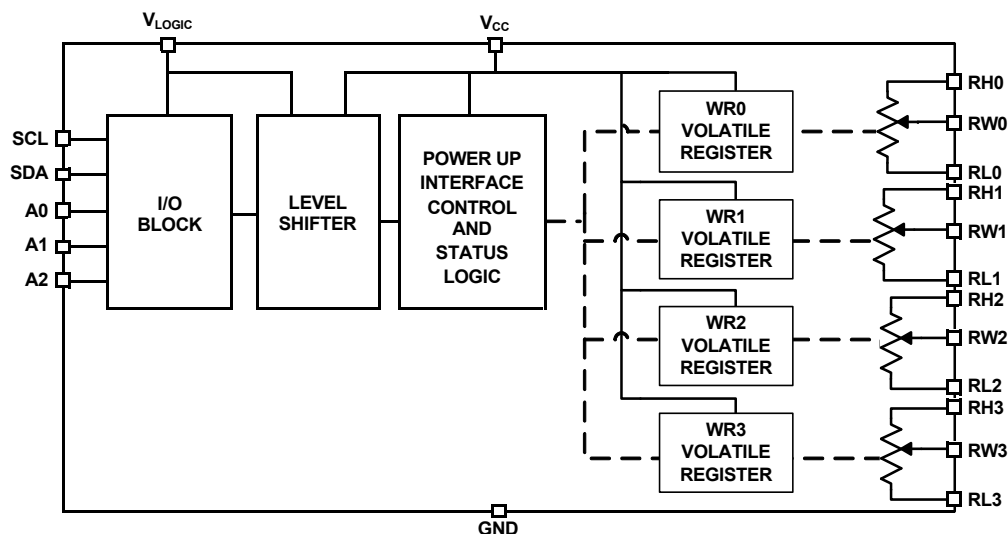 VLOGIC
VCC
SCL
SDA
A0
A1
A2
I/O
BLOCK
LEVEL
SHIFTER
POWER UP
INTERFACE
CONTROL
AND
STATUS
LOGIC
WR0
VOLATILE
REGISTER
WR1
VOLATILE
REGISTER
WR2
VOLATILE
REGISTER
WR3
VOLATILE
REGISTER
RH0
RW0
RL0
RH1
RW1
RL1
RH2
RW2
RL2
RH3
RW3
RL3
GND